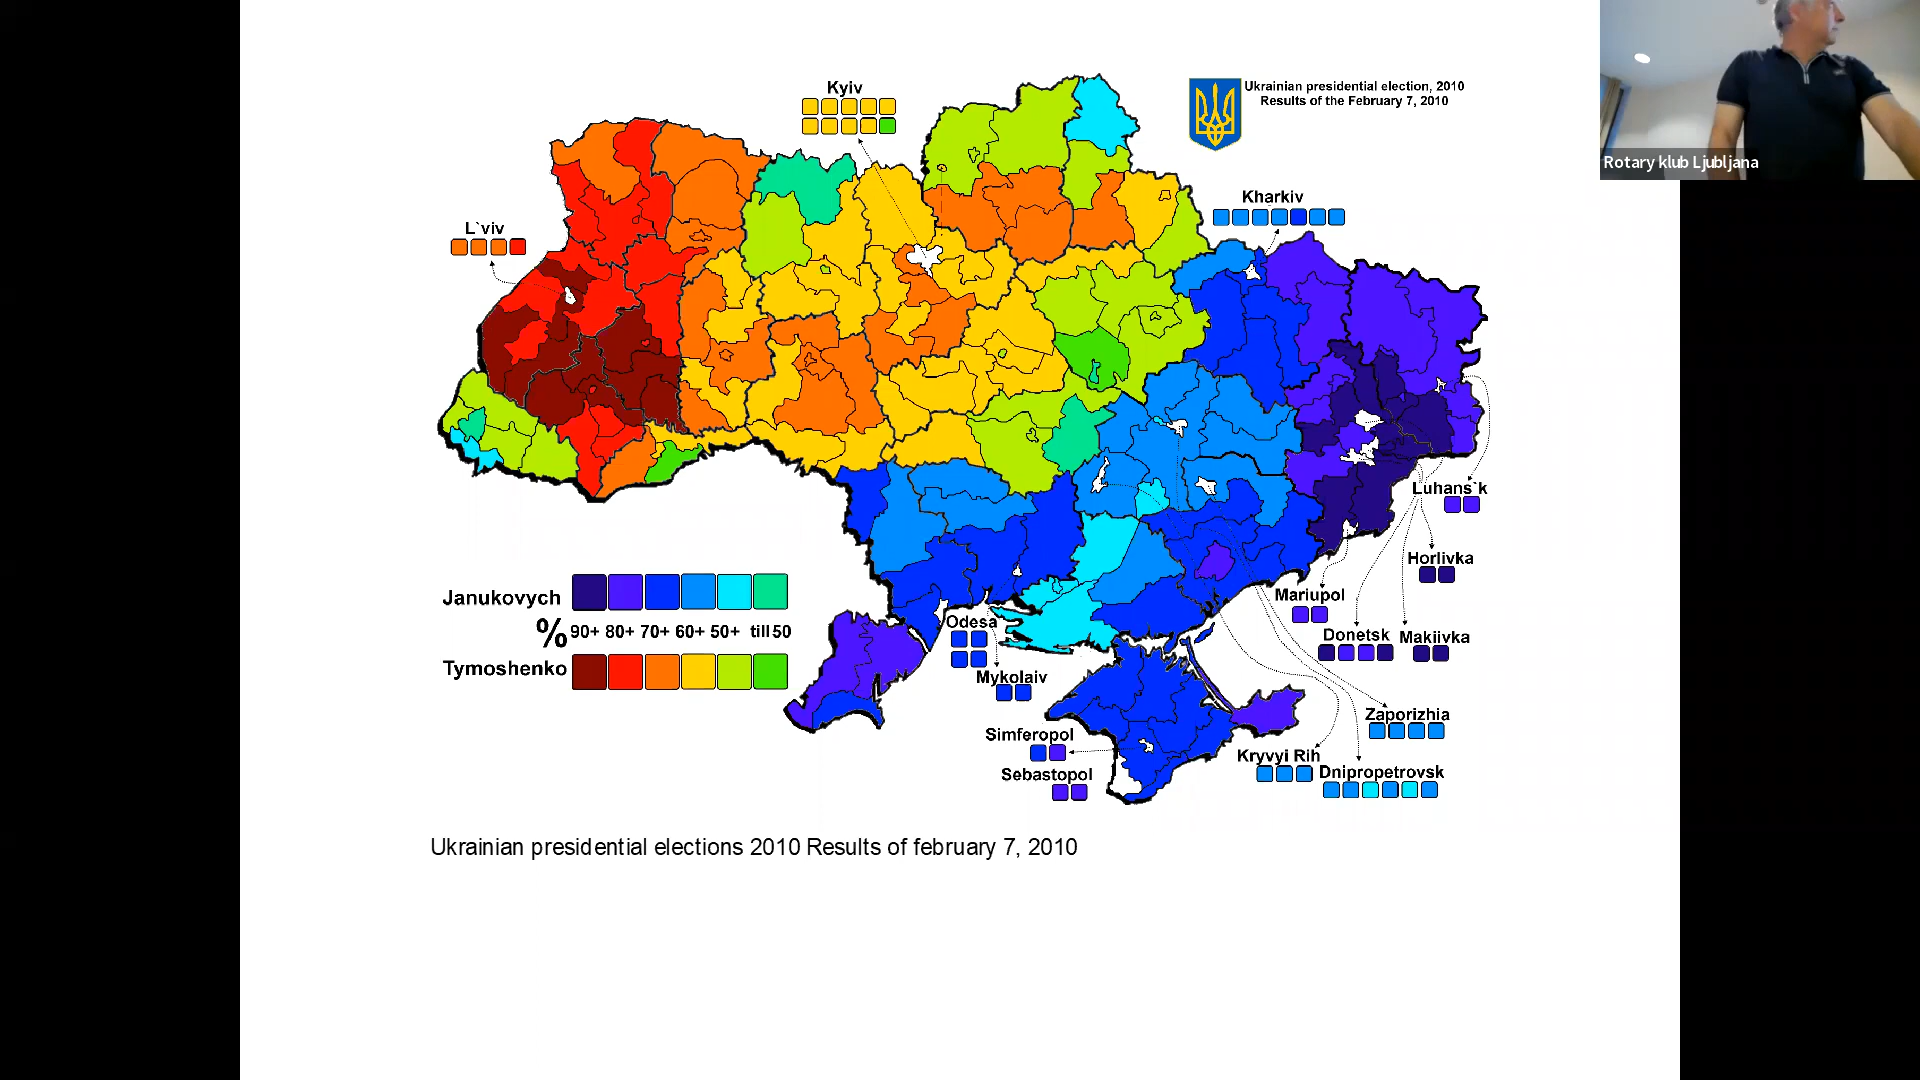 Kyiv
Ukrainian presidential election, 2010
Results of the February 7, 2010
Rotary klub Ljubljana
Kharkiv
L`viv
Luhans`k
Horlivka
Mariupol
Donetsk
Makiivka
Janukovych
% 90+ 80+ 70+ 60+ 50+ till 50
Tymoshenko
Odesa
Mykolaiv
Zaporizhia
Simferopol
Kryvyi Rih
Sebastopol
Dnipropetrovsk
Ukrainian presidential elections 2010 Results of february 7, 2010